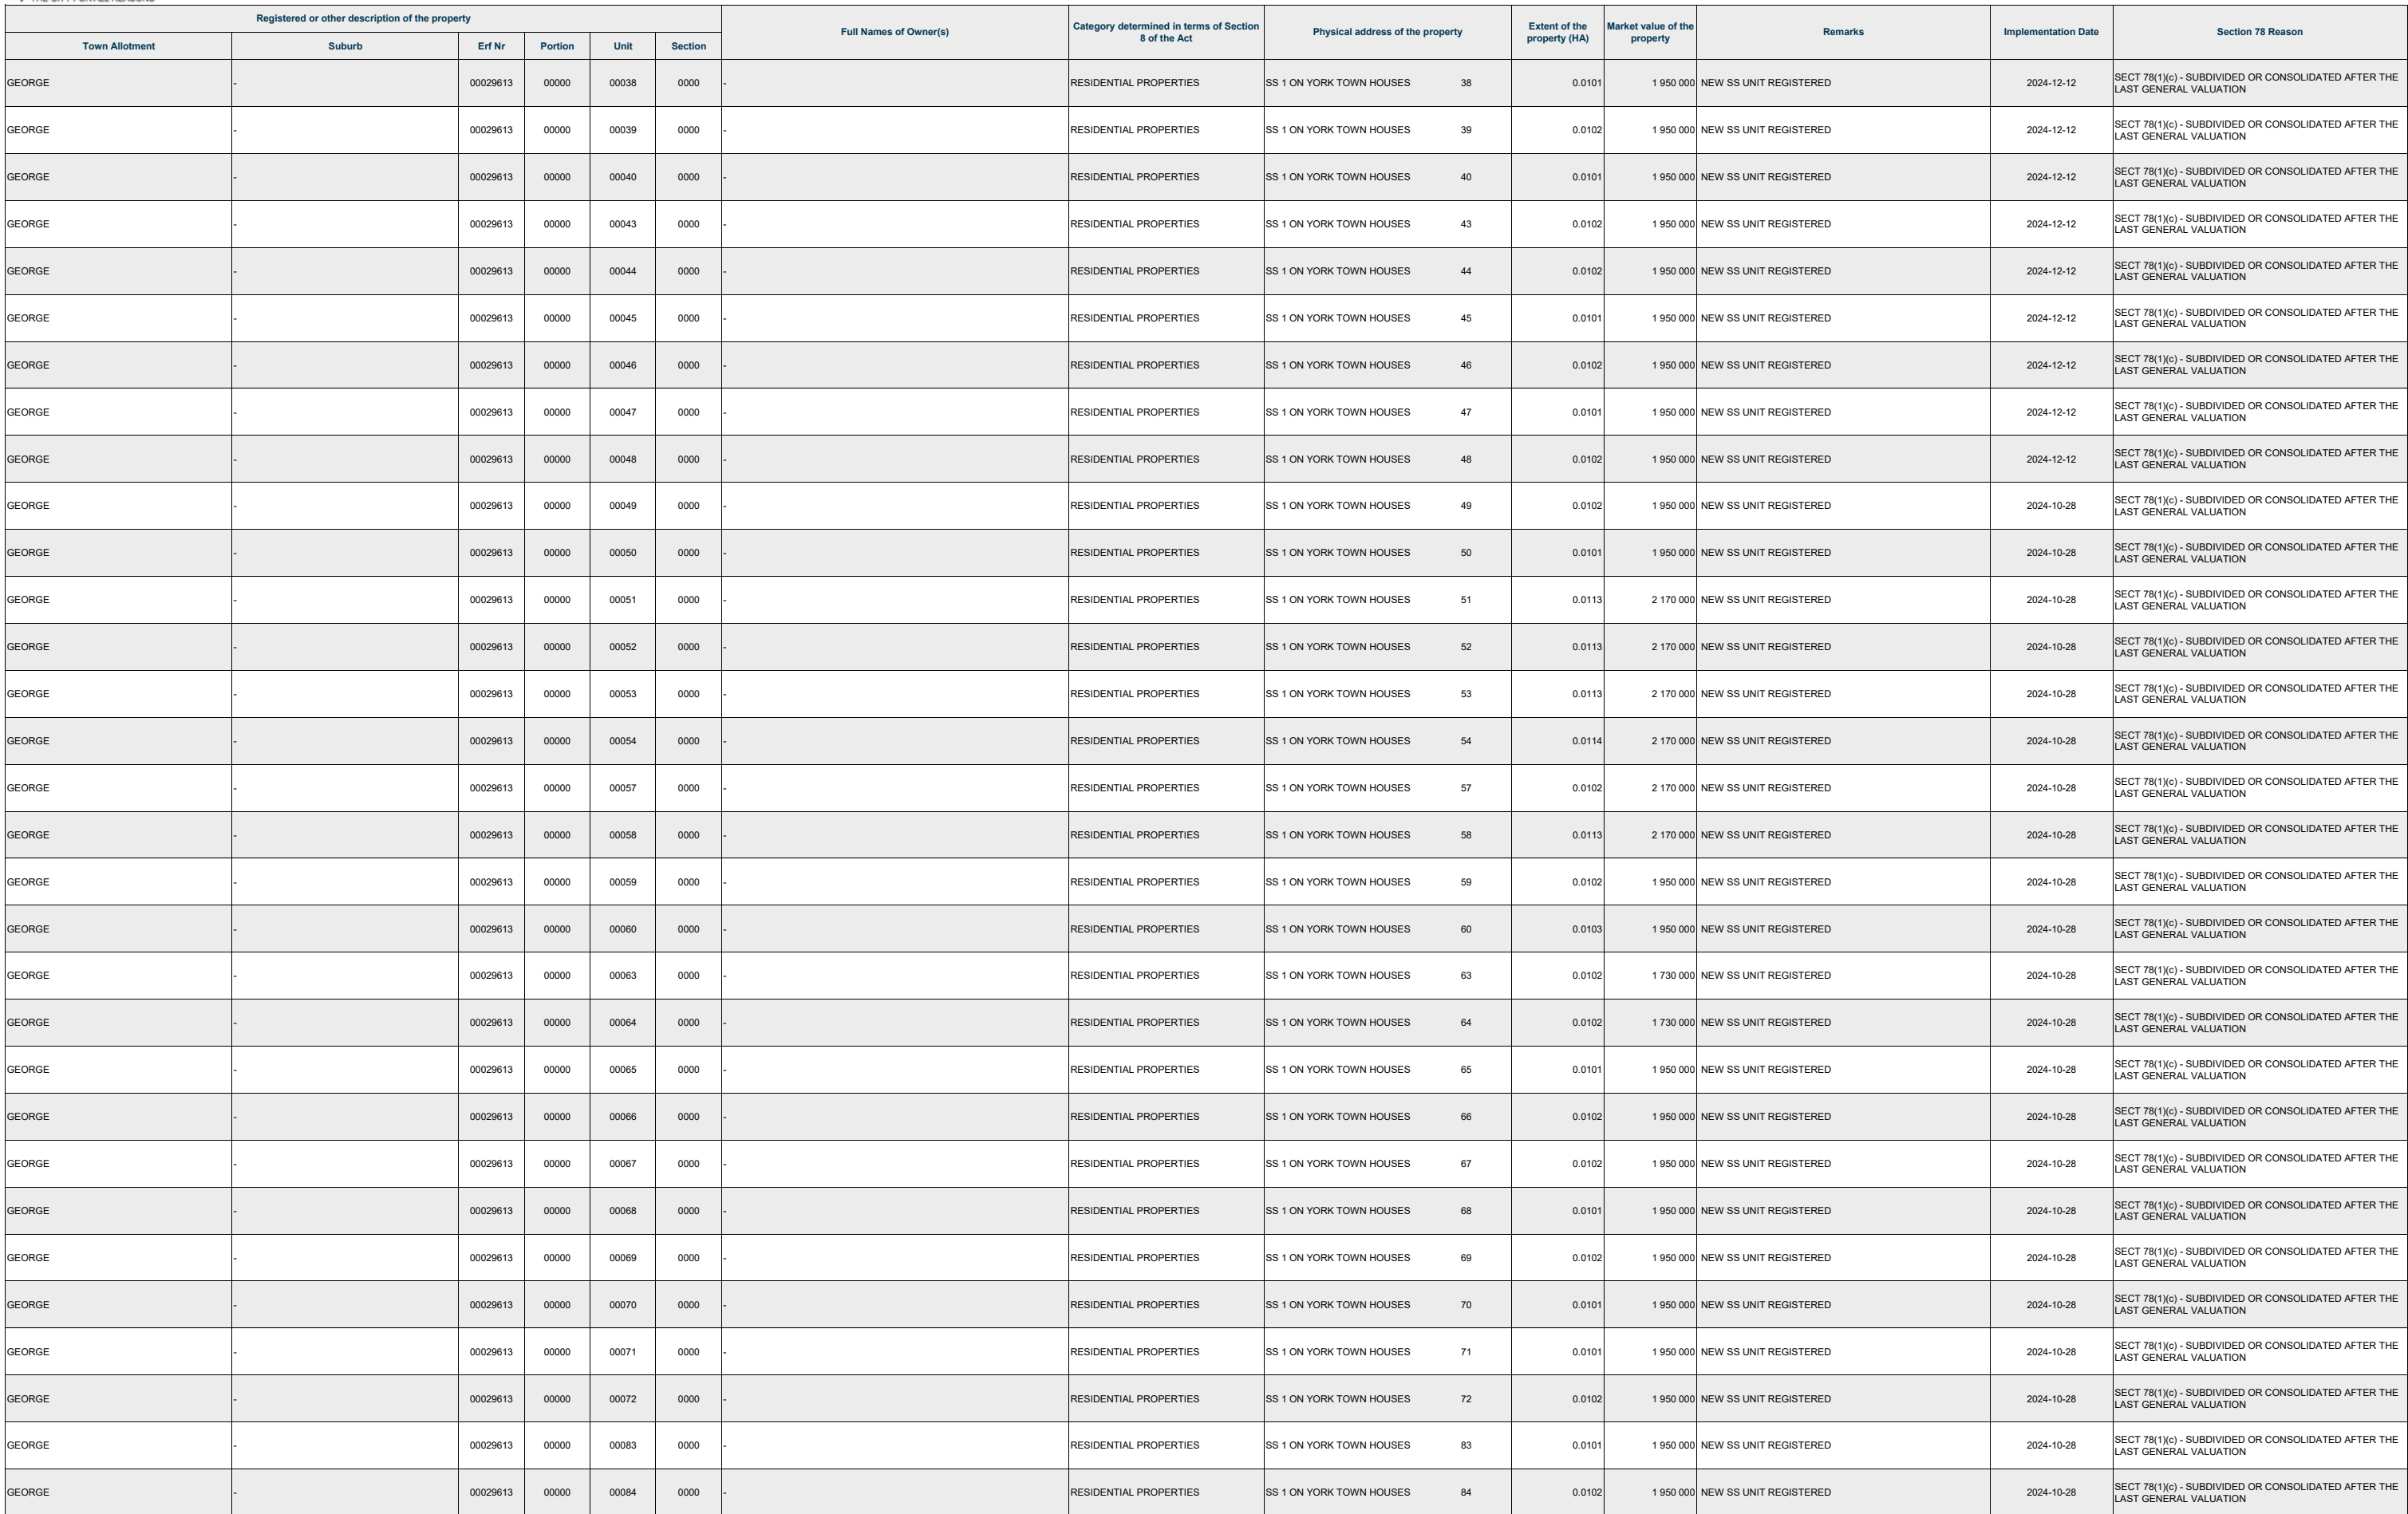 Registered or other description of the property Full Names of Owner(s) Category determined in terms of Section 8 of the Act Physical address of the property Extent of the property (HA) Market value of the property Remarks Implementation Date Section 78 Reason
Town Allotment Suburb Erf Nr Portion Unit Section
GEORGE - 00029613 00000 00038 0000 - RESIDENTIAL PROPERTIES SS 1 ON YORK TOWN HOUSES 38 0.0101 1 950 000 NEW SS UNIT REGISTERED 2024-12-12 SECT 78(1)(c) - SUBDIVIDED OR CONSOLIDATED AFTER THE LAST GENERAL VALUATION
GEORGE - 00029613 00000 00039 0000 - RESIDENTIAL PROPERTIES SS 1 ON YORK TOWN HOUSES 39 0.0102 1 950 000 NEW SS UNIT REGISTERED 2024-12-12 SECT 78(1)(c) - SUBDIVIDED OR CONSOLIDATED AFTER THE LAST GENERAL VALUATION
GEORGE - 00029613 00000 00040 0000 - RESIDENTIAL PROPERTIES SS 1 ON YORK TOWN HOUSES 40 0.0101 1 950 000 NEW SS UNIT REGISTERED 2024-12-12 SECT 78(1)(c) - SUBDIVIDED OR CONSOLIDATED AFTER THE LAST GENERAL VALUATION
GEORGE - 00029613 00000 00043 0000 - RESIDENTIAL PROPERTIES SS 1 ON YORK TOWN HOUSES 43 0.0102 1 950 000 NEW SS UNIT REGISTERED 2024-12-12 SECT 78(1)(c) - SUBDIVIDED OR CONSOLIDATED AFTER THE LAST GENERAL VALUATION
GEORGE - 00029613 00000 00044 0000 - RESIDENTIAL PROPERTIES SS 1 ON YORK TOWN HOUSES 44 0.0102 1 950 000 NEW SS UNIT REGISTERED 2024-12-12 SECT 78(1)(c) - SUBDIVIDED OR CONSOLIDATED AFTER THE LAST GENERAL VALUATION
GEORGE - 00029613 00000 00045 0000 - RESIDENTIAL PROPERTIES SS 1 ON YORK TOWN HOUSES 45 0.0101 1 950 000 NEW SS UNIT REGISTERED 2024-12-12 SECT 78(1)(c) - SUBDIVIDED OR CONSOLIDATED AFTER THE LAST GENERAL VALUATION
GEORGE - 00029613 00000 00046 0000 - RESIDENTIAL PROPERTIES SS 1 ON YORK TOWN HOUSES 46 0.0102 1 950 000 NEW SS UNIT REGISTERED 2024-12-12 SECT 78(1)(c) - SUBDIVIDED OR CONSOLIDATED AFTER THE LAST GENERAL VALUATION
GEORGE - 00029613 00000 00047 0000 - RESIDENTIAL PROPERTIES SS 1 ON YORK TOWN HOUSES 47 0.0101 1 950 000 NEW SS UNIT REGISTERED 2024-12-12 SECT 78(1)(c) - SUBDIVIDED OR CONSOLIDATED AFTER THE LAST GENERAL VALUATION
GEORGE - 00029613 00000 00048 0000 - RESIDENTIAL PROPERTIES SS 1 ON YORK TOWN HOUSES 48 0.0102 1 950 000 NEW SS UNIT REGISTERED 2024-12-12 SECT 78(1)(c) - SUBDIVIDED OR CONSOLIDATED AFTER THE LAST GENERAL VALUATION
GEORGE - 00029613 00000 00049 0000 - RESIDENTIAL PROPERTIES SS 1 ON YORK TOWN HOUSES 49 0.0102 1 950 000 NEW SS UNIT REGISTERED 2024-10-28 SECT 78(1)(c) - SUBDIVIDED OR CONSOLIDATED AFTER THE LAST GENERAL VALUATION
GEORGE - 00029613 00000 00050 0000 - RESIDENTIAL PROPERTIES SS 1 ON YORK TOWN HOUSES 50 0.0101 1 950 000 NEW SS UNIT REGISTERED 2024-10-28 SECT 78(1)(c) - SUBDIVIDED OR CONSOLIDATED AFTER THE LAST GENERAL VALUATION
GEORGE - 00029613 00000 00051 0000 - RESIDENTIAL PROPERTIES SS 1 ON YORK TOWN HOUSES 51 0.0113 2 170 000 NEW SS UNIT REGISTERED 2024-10-28 SECT 78(1)(c) - SUBDIVIDED OR CONSOLIDATED AFTER THE LAST GENERAL VALUATION
GEORGE - 00029613 00000 00052 0000 - RESIDENTIAL PROPERTIES SS 1 ON YORK TOWN HOUSES 52 0.0113 2 170 000 NEW SS UNIT REGISTERED 2024-10-28 SECT 78(1)(c) - SUBDIVIDED OR CONSOLIDATED AFTER THE LAST GENERAL VALUATION
GEORGE - 00029613 00000 00053 0000 - RESIDENTIAL PROPERTIES SS 1 ON YORK TOWN HOUSES 53 0.0113 2 170 000 NEW SS UNIT REGISTERED 2024-10-28 SECT 78(1)(c) - SUBDIVIDED OR CONSOLIDATED AFTER THE LAST GENERAL VALUATION
GEORGE - 00029613 00000 00054 0000 - RESIDENTIAL PROPERTIES SS 1 ON YORK TOWN HOUSES 54 0.0114 2 170 000 NEW SS UNIT REGISTERED 2024-10-28 SECT 78(1)(c) - SUBDIVIDED OR CONSOLIDATED AFTER THE LAST GENERAL VALUATION
GEORGE - 00029613 00000 00057 0000 - RESIDENTIAL PROPERTIES SS 1 ON YORK TOWN HOUSES 57 0.0102 2 170 000 NEW SS UNIT REGISTERED 2024-10-28 SECT 78(1)(c) - SUBDIVIDED OR CONSOLIDATED AFTER THE LAST GENERAL VALUATION
GEORGE - 00029613 00000 00058 0000 - RESIDENTIAL PROPERTIES SS 1 ON YORK TOWN HOUSES 58 0.0113 2 170 000 NEW SS UNIT REGISTERED 2024-10-28 SECT 78(1)(c) - SUBDIVIDED OR CONSOLIDATED AFTER THE LAST GENERAL VALUATION
GEORGE - 00029613 00000 00059 0000 - RESIDENTIAL PROPERTIES SS 1 ON YORK TOWN HOUSES 59 0.0102 1 950 000 NEW SS UNIT REGISTERED 2024-10-28 SECT 78(1)(c) - SUBDIVIDED OR CONSOLIDATED AFTER THE LAST GENERAL VALUATION
GEORGE - 00029613 00000 00060 0000 - RESIDENTIAL PROPERTIES SS 1 ON YORK TOWN HOUSES 60 0.0103 1 950 000 NEW SS UNIT REGISTERED 2024-10-28 SECT 78(1)(c) - SUBDIVIDED OR CONSOLIDATED AFTER THE LAST GENERAL VALUATION
GEORGE - 00029613 00000 00063 0000 - RESIDENTIAL PROPERTIES SS 1 ON YORK TOWN HOUSES 63 0.0102 1 730 000 NEW SS UNIT REGISTERED 2024-10-28 SECT 78(1)(c) - SUBDIVIDED OR CONSOLIDATED AFTER THE LAST GENERAL VALUATION
GEORGE - 00029613 00000 00064 0000 - RESIDENTIAL PROPERTIES SS 1 ON YORK TOWN HOUSES 64 0.0102 1 730 000 NEW SS UNIT REGISTERED 2024-10-28 SECT 78(1)(c) - SUBDIVIDED OR CONSOLIDATED AFTER THE LAST GENERAL VALUATION
GEORGE - 00029613 00000 00065 0000 - RESIDENTIAL PROPERTIES SS 1 ON YORK TOWN HOUSES 65 0.0101 1 950 000 NEW SS UNIT REGISTERED 2024-10-28 SECT 78(1)(c) - SUBDIVIDED OR CONSOLIDATED AFTER THE LAST GENERAL VALUATION
GEORGE - 00029613 00000 00066 0000 - RESIDENTIAL PROPERTIES SS 1 ON YORK TOWN HOUSES 66 0.0102 1 950 000 NEW SS UNIT REGISTERED 2024-10-28 SECT 78(1)(c) - SUBDIVIDED OR CONSOLIDATED AFTER THE LAST GENERAL VALUATION
GEORGE - 00029613 00000 00067 0000 - RESIDENTIAL PROPERTIES SS 1 ON YORK TOWN HOUSES 67 0.0102 1 950 000 NEW SS UNIT REGISTERED 2024-10-28 SECT 78(1)(c) - SUBDIVIDED OR CONSOLIDATED AFTER THE LAST GENERAL VALUATION
GEORGE - 00029613 00000 00068 0000 - RESIDENTIAL PROPERTIES SS 1 ON YORK TOWN HOUSES 68 0.0101 1 950 000 NEW SS UNIT REGISTERED 2024-10-28 SECT 78(1)(c) - SUBDIVIDED OR CONSOLIDATED AFTER THE LAST GENERAL VALUATION
GEORGE - 00029613 00000 00069 0000 - RESIDENTIAL PROPERTIES SS 1 ON YORK TOWN HOUSES 69 0.0102 1 950 000 NEW SS UNIT REGISTERED 2024-10-28 SECT 78(1)(c) - SUBDIVIDED OR CONSOLIDATED AFTER THE LAST GENERAL VALUATION
GEORGE - 00029613 00000 00070 0000 - RESIDENTIAL PROPERTIES SS 1 ON YORK TOWN HOUSES 70 0.0101 1 950 000 NEW SS UNIT REGISTERED 2024-10-28 SECT 78(1)(c) - SUBDIVIDED OR CONSOLIDATED AFTER THE LAST GENERAL VALUATION
GEORGE - 00029613 00000 00071 0000 - RESIDENTIAL PROPERTIES SS 1 ON YORK TOWN HOUSES 71 0.0101 1 950 000 NEW SS UNIT REGISTERED 2024-10-28 SECT 78(1)(c) - SUBDIVIDED OR CONSOLIDATED AFTER THE LAST GENERAL VALUATION
GEORGE - 00029613 00000 00072 0000 - RESIDENTIAL PROPERTIES SS 1 ON YORK TOWN HOUSES 72 0.0102 1 950 000 NEW SS UNIT REGISTERED 2024-10-28 SECT 78(1)(c) - SUBDIVIDED OR CONSOLIDATED AFTER THE LAST GENERAL VALUATION
GEORGE - 00029613 00000 00083 0000 - RESIDENTIAL PROPERTIES SS 1 ON YORK TOWN HOUSES 83 0.0101 1 950 000 NEW SS UNIT REGISTERED 2024-10-28 SECT 78(1)(c) - SUBDIVIDED OR CONSOLIDATED AFTER THE LAST GENERAL VALUATION
GEORGE - 00029613 00000 00084 0000 - RESIDENTIAL PROPERTIES SS 1 ON YORK TOWN HOUSES 84 0.0102 1 950 000 NEW SS UNIT REGISTERED 2024-10-28 SECT 78(1)(c) - SUBDIVIDED OR CONSOLIDATED AFTER THE LAST GENERAL VALUATION